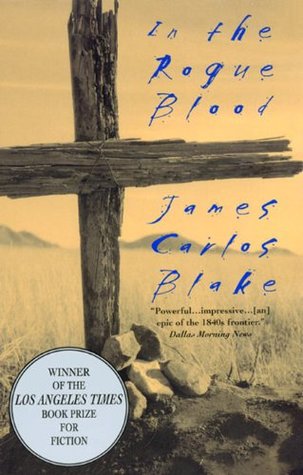 In the
Rogue
Blood
James
Carlos
Blake
"Powerful...impressive...[an]
epic of the 1840s frontier."
Dallas Morning News
WINNER
OF THE
LOS ANGELES TIMES
BOOK PRIZE
FOR
FICTION